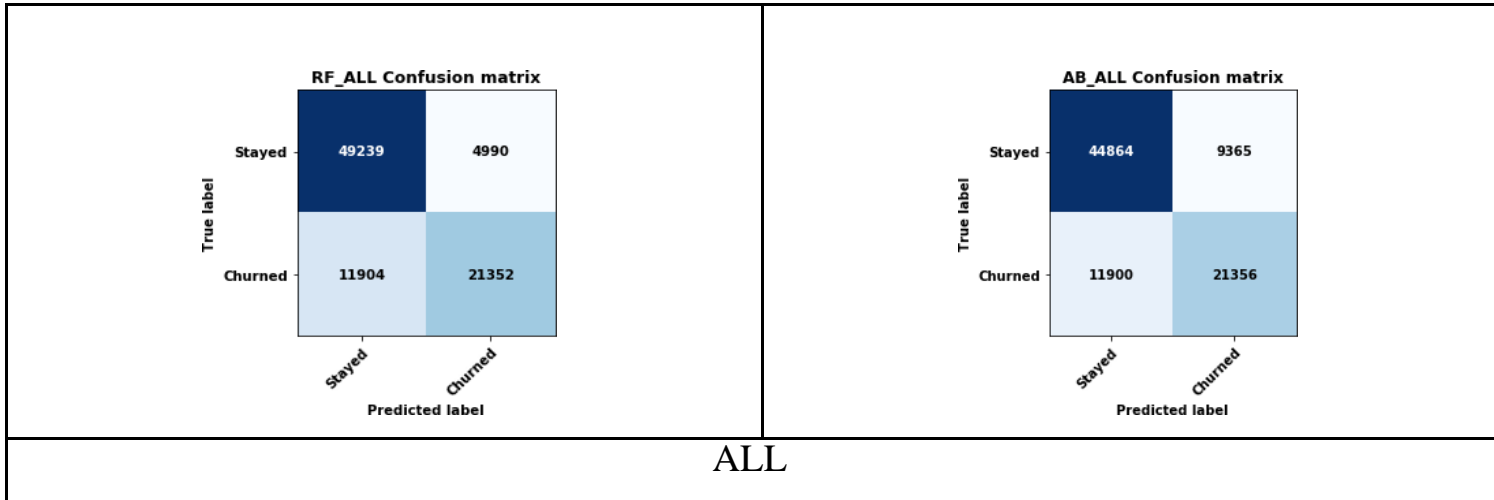 RF_ALL Confusion matrix
Stayed
49239
4990
Churned
11904
21352
True label
Stayed
Churned
Predicted label
AB_ALL Confusion matrix
Stayed
44864
9365
Churned
11900
21356
True label
Stayed
Churned
Predicted label
ALL